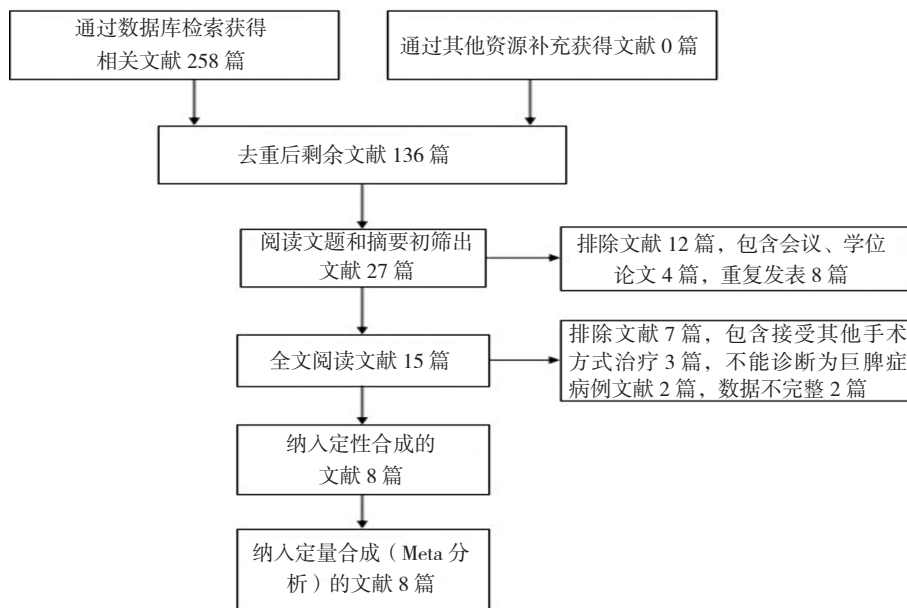 通过数据库检索获得
相关文献 258 篇
通过其他资源补充获得文献 0 篇
去重后剩余文献 136 篇
阅读文题和摘要初筛出
文献 27 篇
排除文献 12 篇，包含会议、学位
论文 4 篇，重复发表 8 篇
全文阅读文献 15 篇
排除文献 7 篇，包含接受其他手术
方式治疗 3 篇，不能诊断为巨脾症
病例文献 2 篇，数据不完整 2 篇
纳入定性合成的
文献 8 篇
纳入定量合成（Meta 分
析）的文献 8 篇